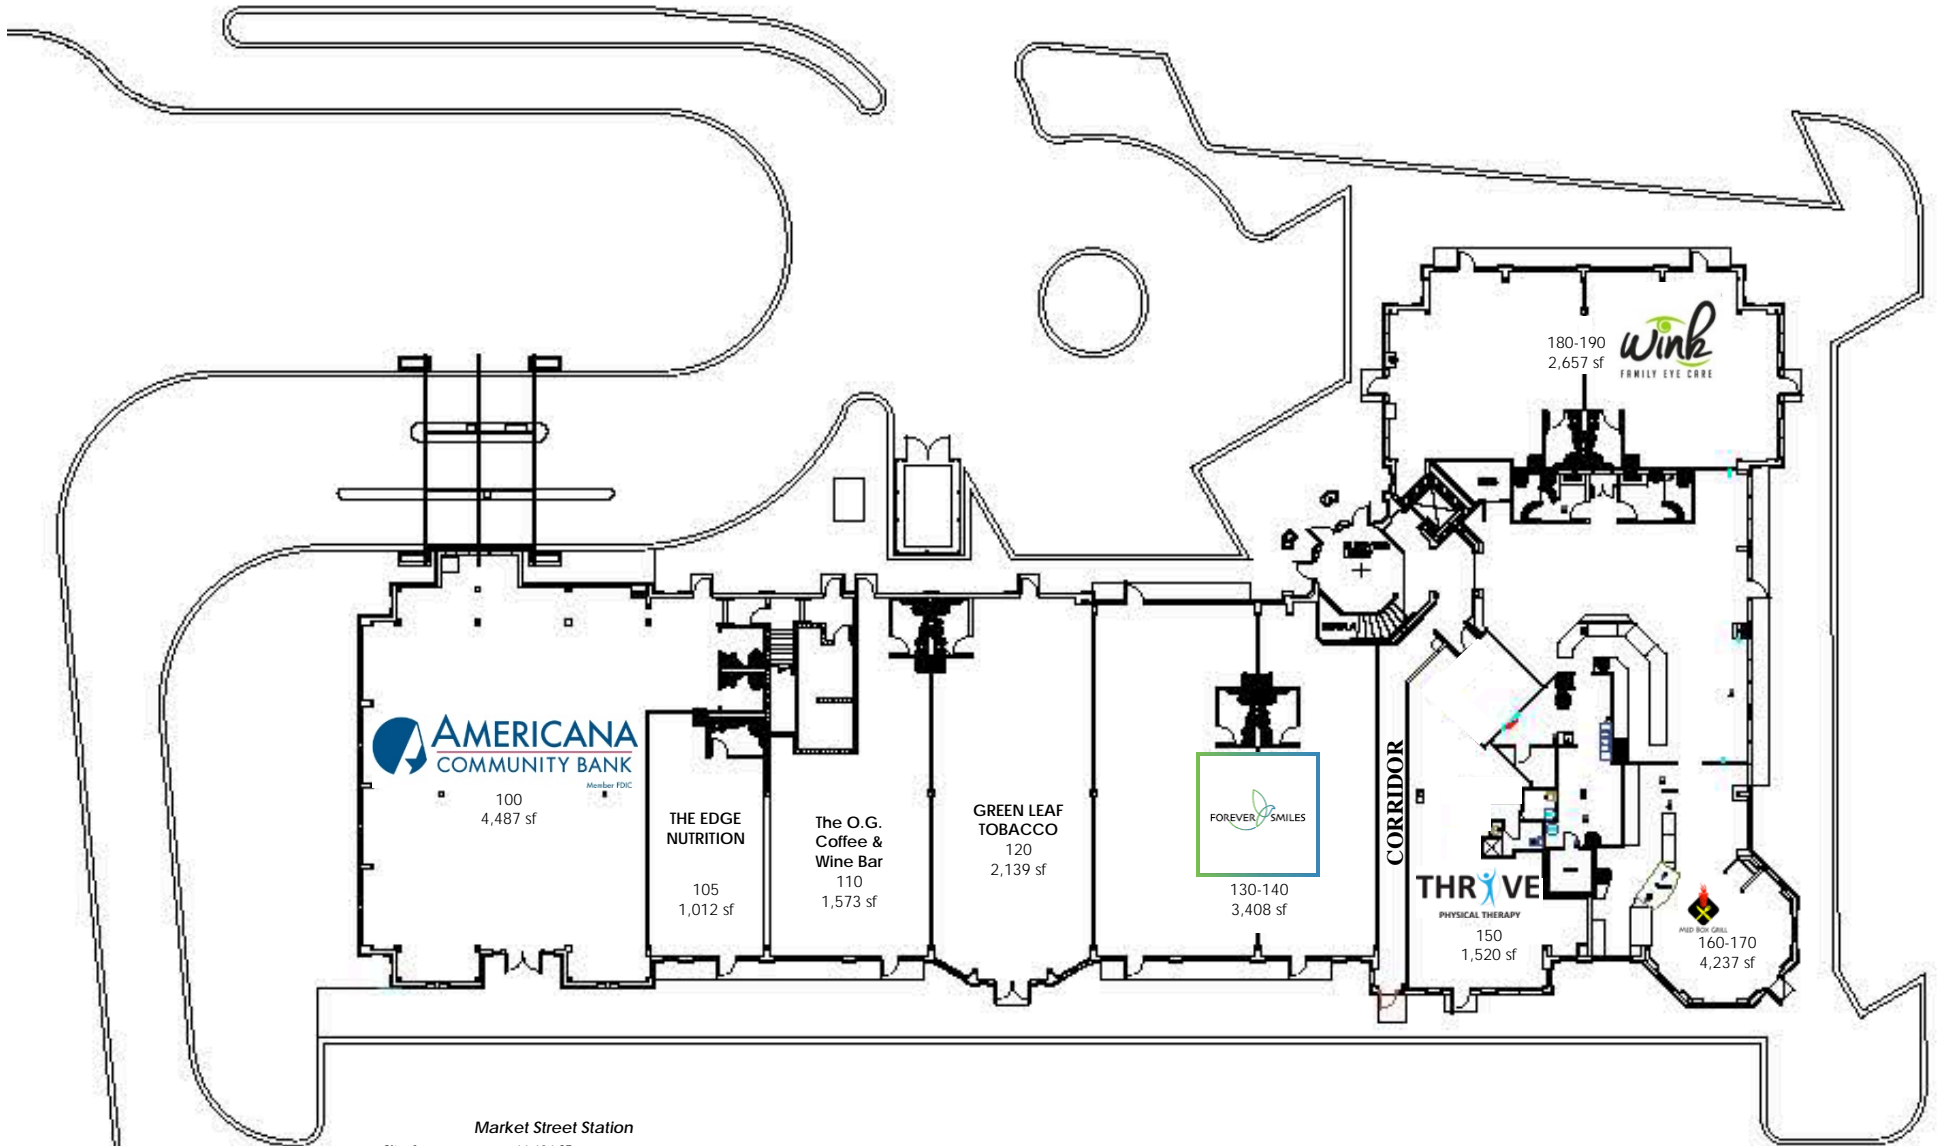 180-190
2,657 sf
wink
FAMILY EYE CARE
AMERICANA
COMMUNITY BANK
Member FDIC
100
4,487 sf
THE EDGE
NUTRITION
105
1,012 sf
The O.G.
Coffee &
Wine Bar
110
1,573 sf
GREEN LEAF
TOBACCO
120
2,139 sf
FOREVER SMILES
130-140
3,408 sf
CORRIDOR
THRIVE
PHYSICAL THERAPY
150
1,520 sf
MED BOX GRILL
160-170
4,237 sf
Market Street Station